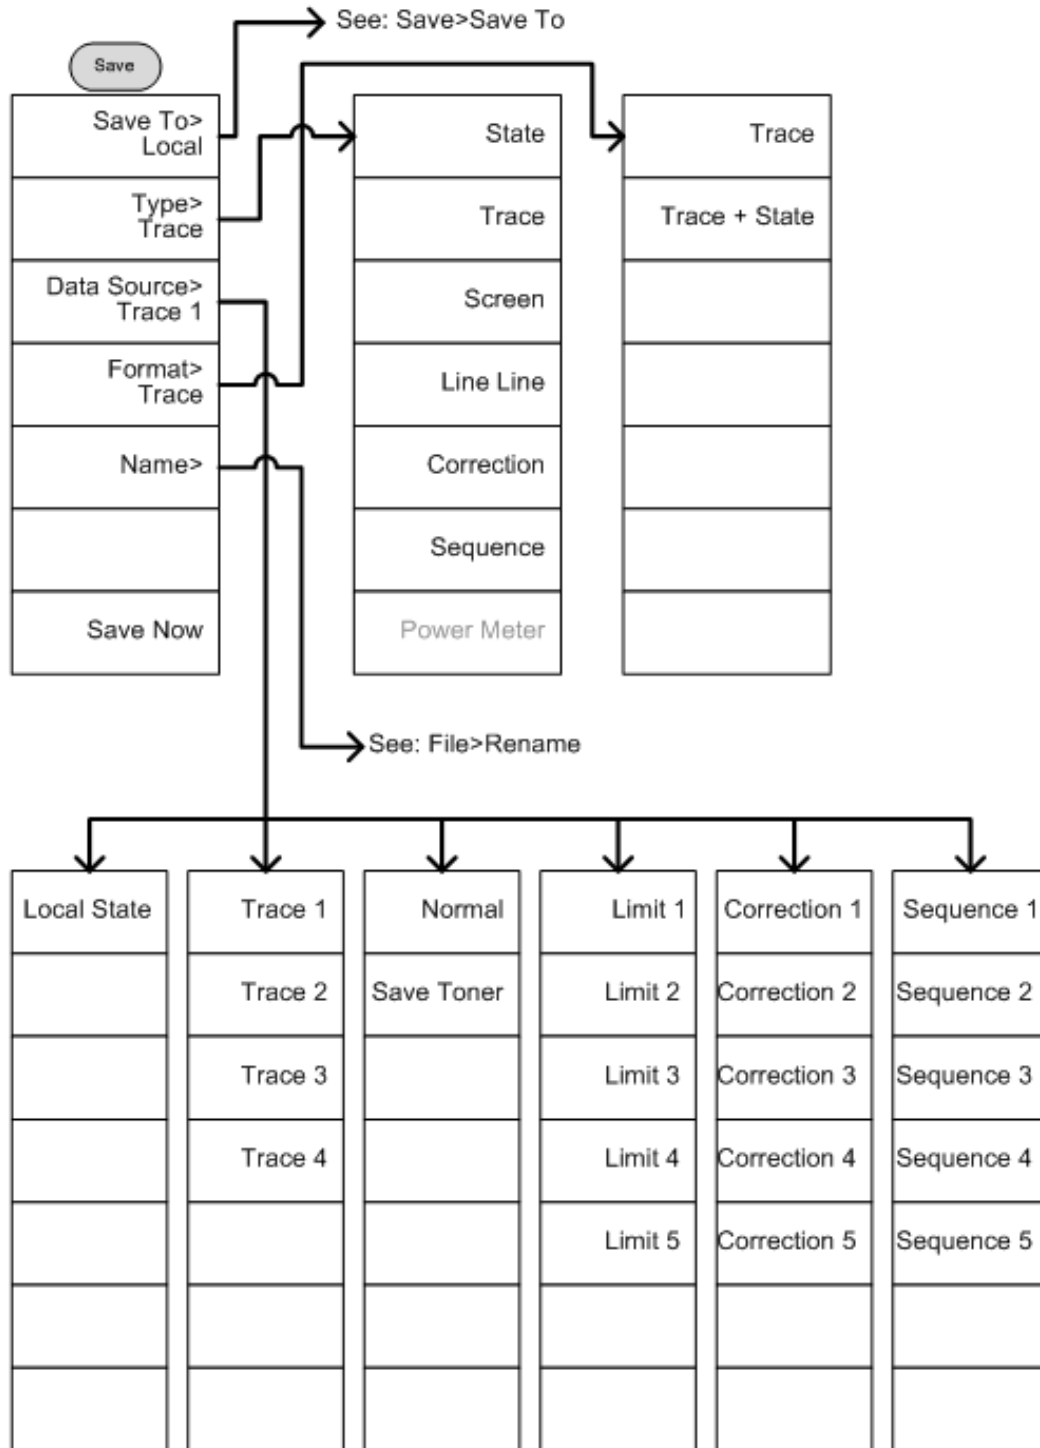 See: Save>Save To
Save
Save To>
Local
Type>
Trace
Data Source>
Trace 1
Format>
Trace
Name>
Save Now
State
Trace
Screen
Line Line
Correction
Sequence
Power Meter
Trace
Trace + State
See: File>Rename
Local State
Trace 1
Trace 2
Trace 3
Trace 4
Normal
Save Toner
Limit 1
Limit 2
Limit 3
Limit 4
Limit 5
Correction 1
Correction 2
Correction 3
Correction 4
Correction 5
Sequence 1
Sequence 2
Sequence 3
Sequence 4
Sequence 5